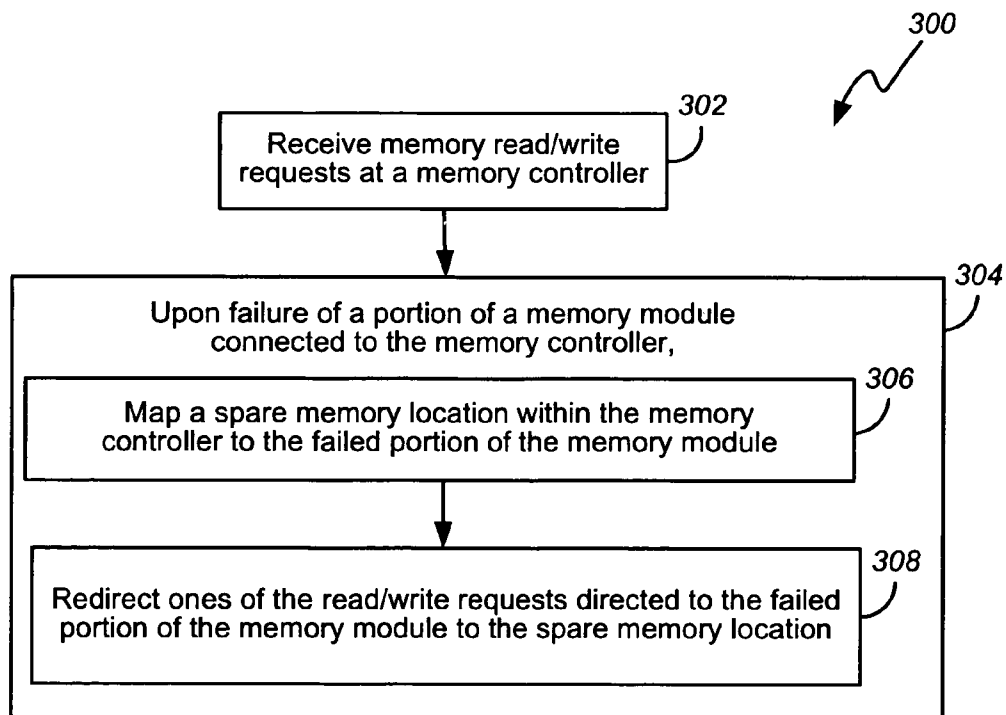 300
302
Receive memory read/write
requests at a memory controller
304
Upon failure of a portion of a memory module
connected to the memory controller,
306
Map a spare memory location within the memory
controller to the failed portion of the memory module
308
Redirect ones of the read/write requests directed to the failed
portion of the memory module to the spare memory location